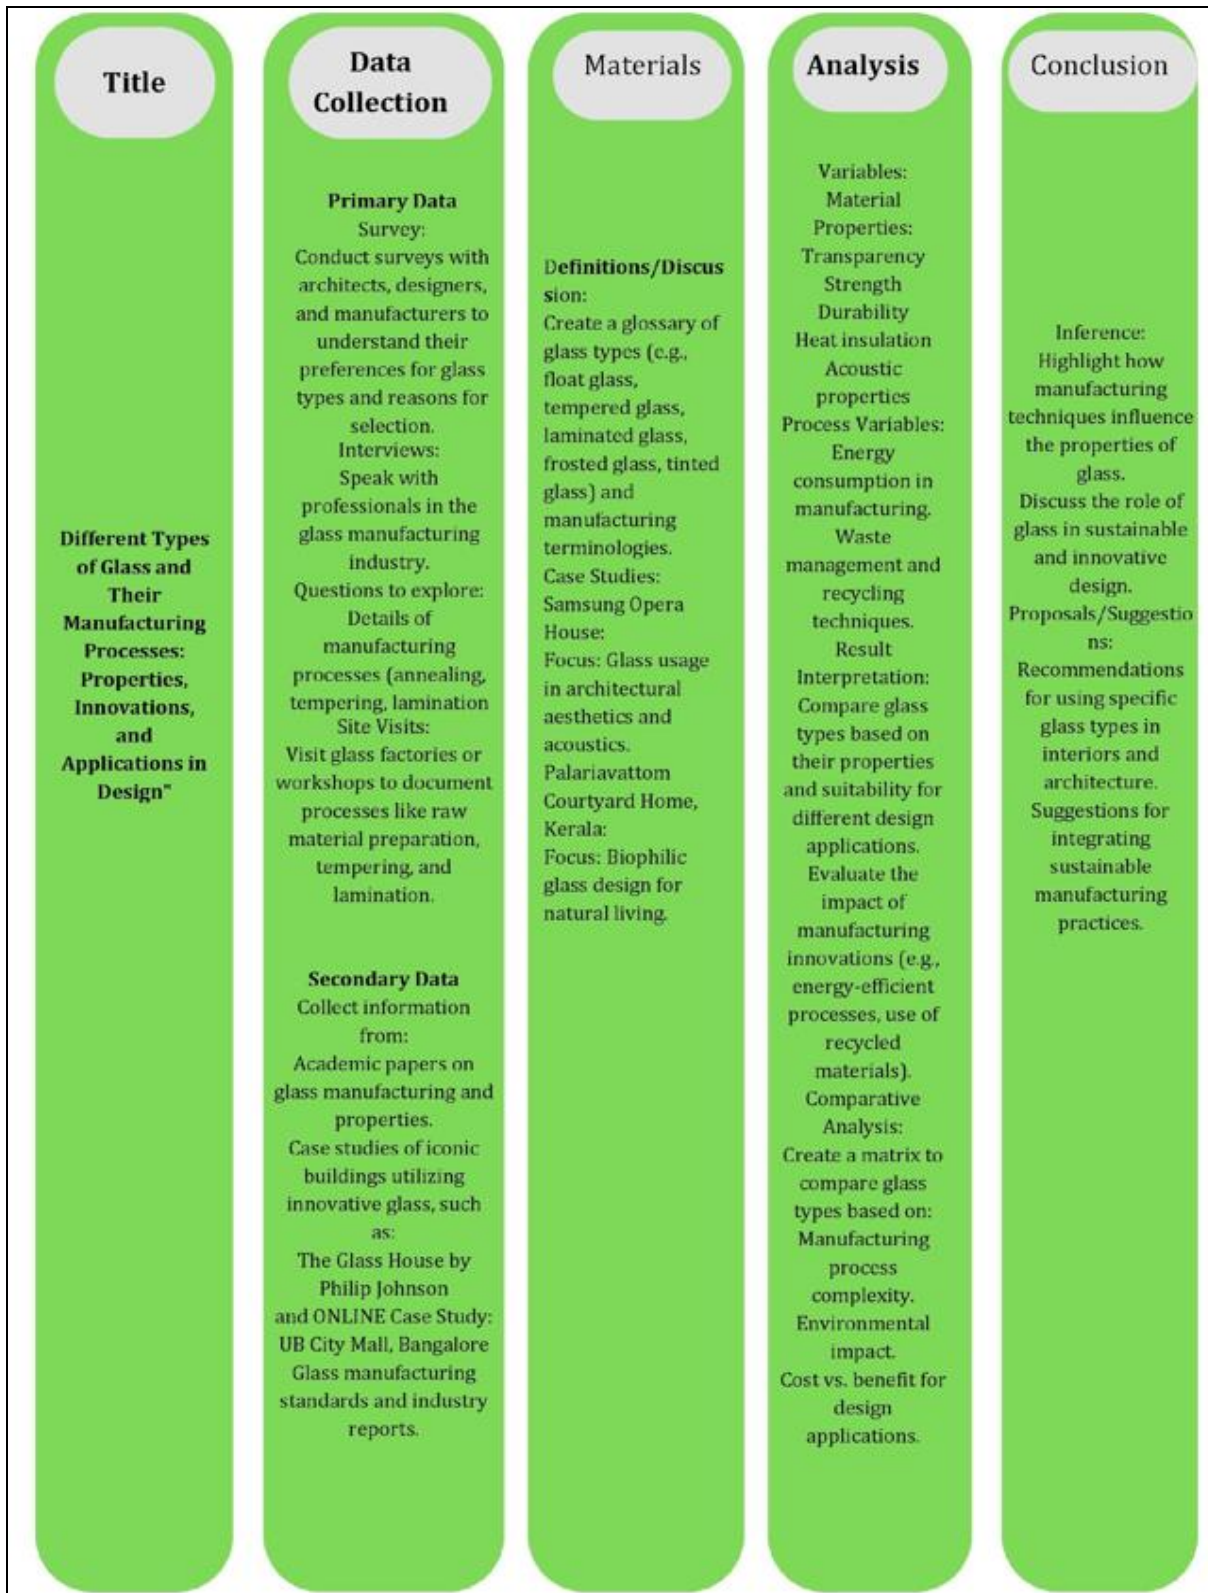 Title
Different Types
of Glass and
Their
Manufacturing
Processes:
Properties,
Innovations,
and
Applications in
Design"
Data
Collection
Primary Data
Survey:
Conduct surveys with
architects, designers,
and manufacturers to
understand their
preferences for glass
types and reasons for
selection.
Interviews:
Speak with
professionals in the
glass manufacturing
industry.
Questions to explore:
Details of
manufacturing
processes (annealing,
tempering, lamination
Site Visits:
Visit glass factories or
workshops to document
processes like raw
material preparation,
tempering, and
lamination.
Secondary Data
Collect information
from:
Academic papers on
glass manufacturing and
properties.
Case studies of iconic
buildings utilizing
innovative glass, such
as:
The Glass House by
Philip Johnson
and ONLINE Case Study:
UB City Mall, Bangalore
Glass manufacturing
standards and industry
reports.
Materials
Definitions/Discus
sion:
Create a glossary of
glass types (e.g.,
float glass,
tempered glass,
laminated glass,
frosted glass, tinted
glass) and
manufacturing
terminologies.
Case Studies:
Samsung Opera
House:
Focus: Glass usage
in architectural
aesthetics and
acoustics.
Palariavattom
Courtyard Home,
Kerala:
Focus: Biophilic
glass design for
natural living.
Analysis
Variables:
Material
Properties:
Transparency
Strength
Durability
Heat insulation
Acoustic
properties
Process Variables:
Energy
consumption in
manufacturing.
Waste
management and
recycling
techniques.
Result
Interpretation:
Compare glass
types based on
their properties
and suitability for
different design
applications.
Evaluate the
impact of
manufacturing
innovations (e.g.,
energy-efficient
processes, use of
recycled
materials).
Comparative
Analysis:
Create a matrix to
compare glass
types based on:
Manufacturing
process
complexity.
Environmental
impact.
Cost vs. benefit for
design
applications.
Conclusion
Inference:
Highlight how
manufacturing
techniques influence
the properties of
glass.
Discuss the role of
glass in sustainable
and innovative
design.
Proposals/Suggestio
ns:
Recommendations
for using specific
glass types in
interiors and
architecture.
Suggestions for
integrating
sustainable
manufacturing
practices.